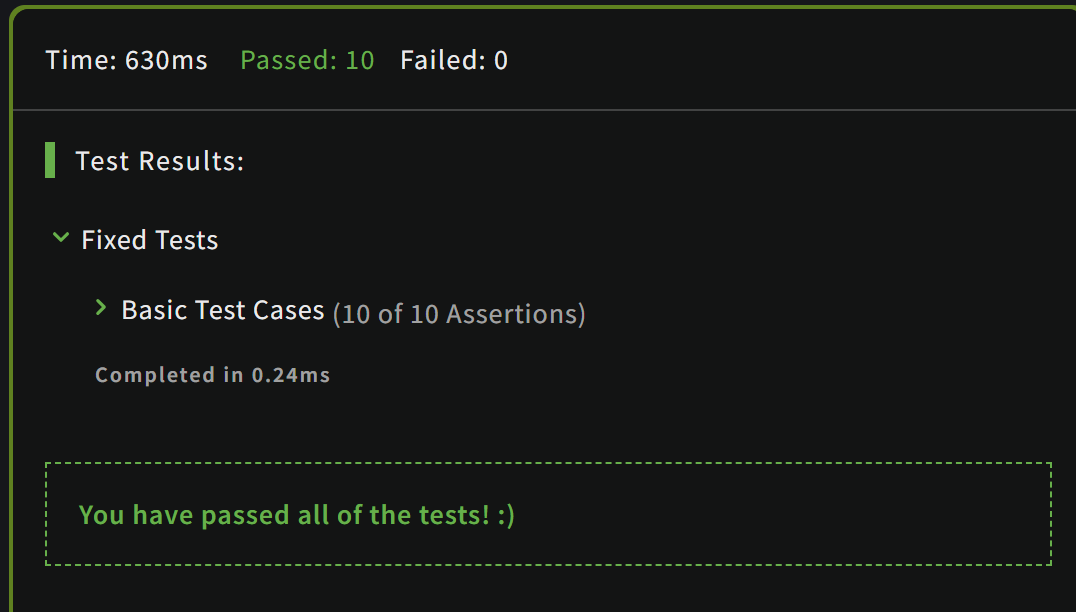 Time: 630ms Passed: 10 Failed: 0
Test Results:
Fixed Tests
Basic Test Cases (10 of 10 Assertions)
Completed in 0.24ms
You have passed all of the tests! :)